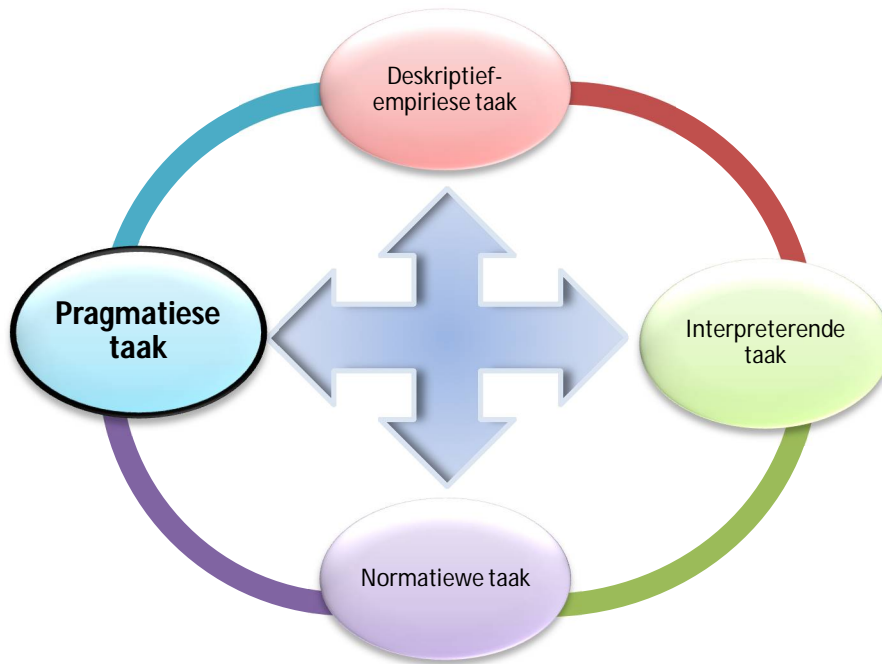 Deskriptief-
empiriese taak
Pragmatiese
taak
Interpreterende
taak
Normatiewe taak